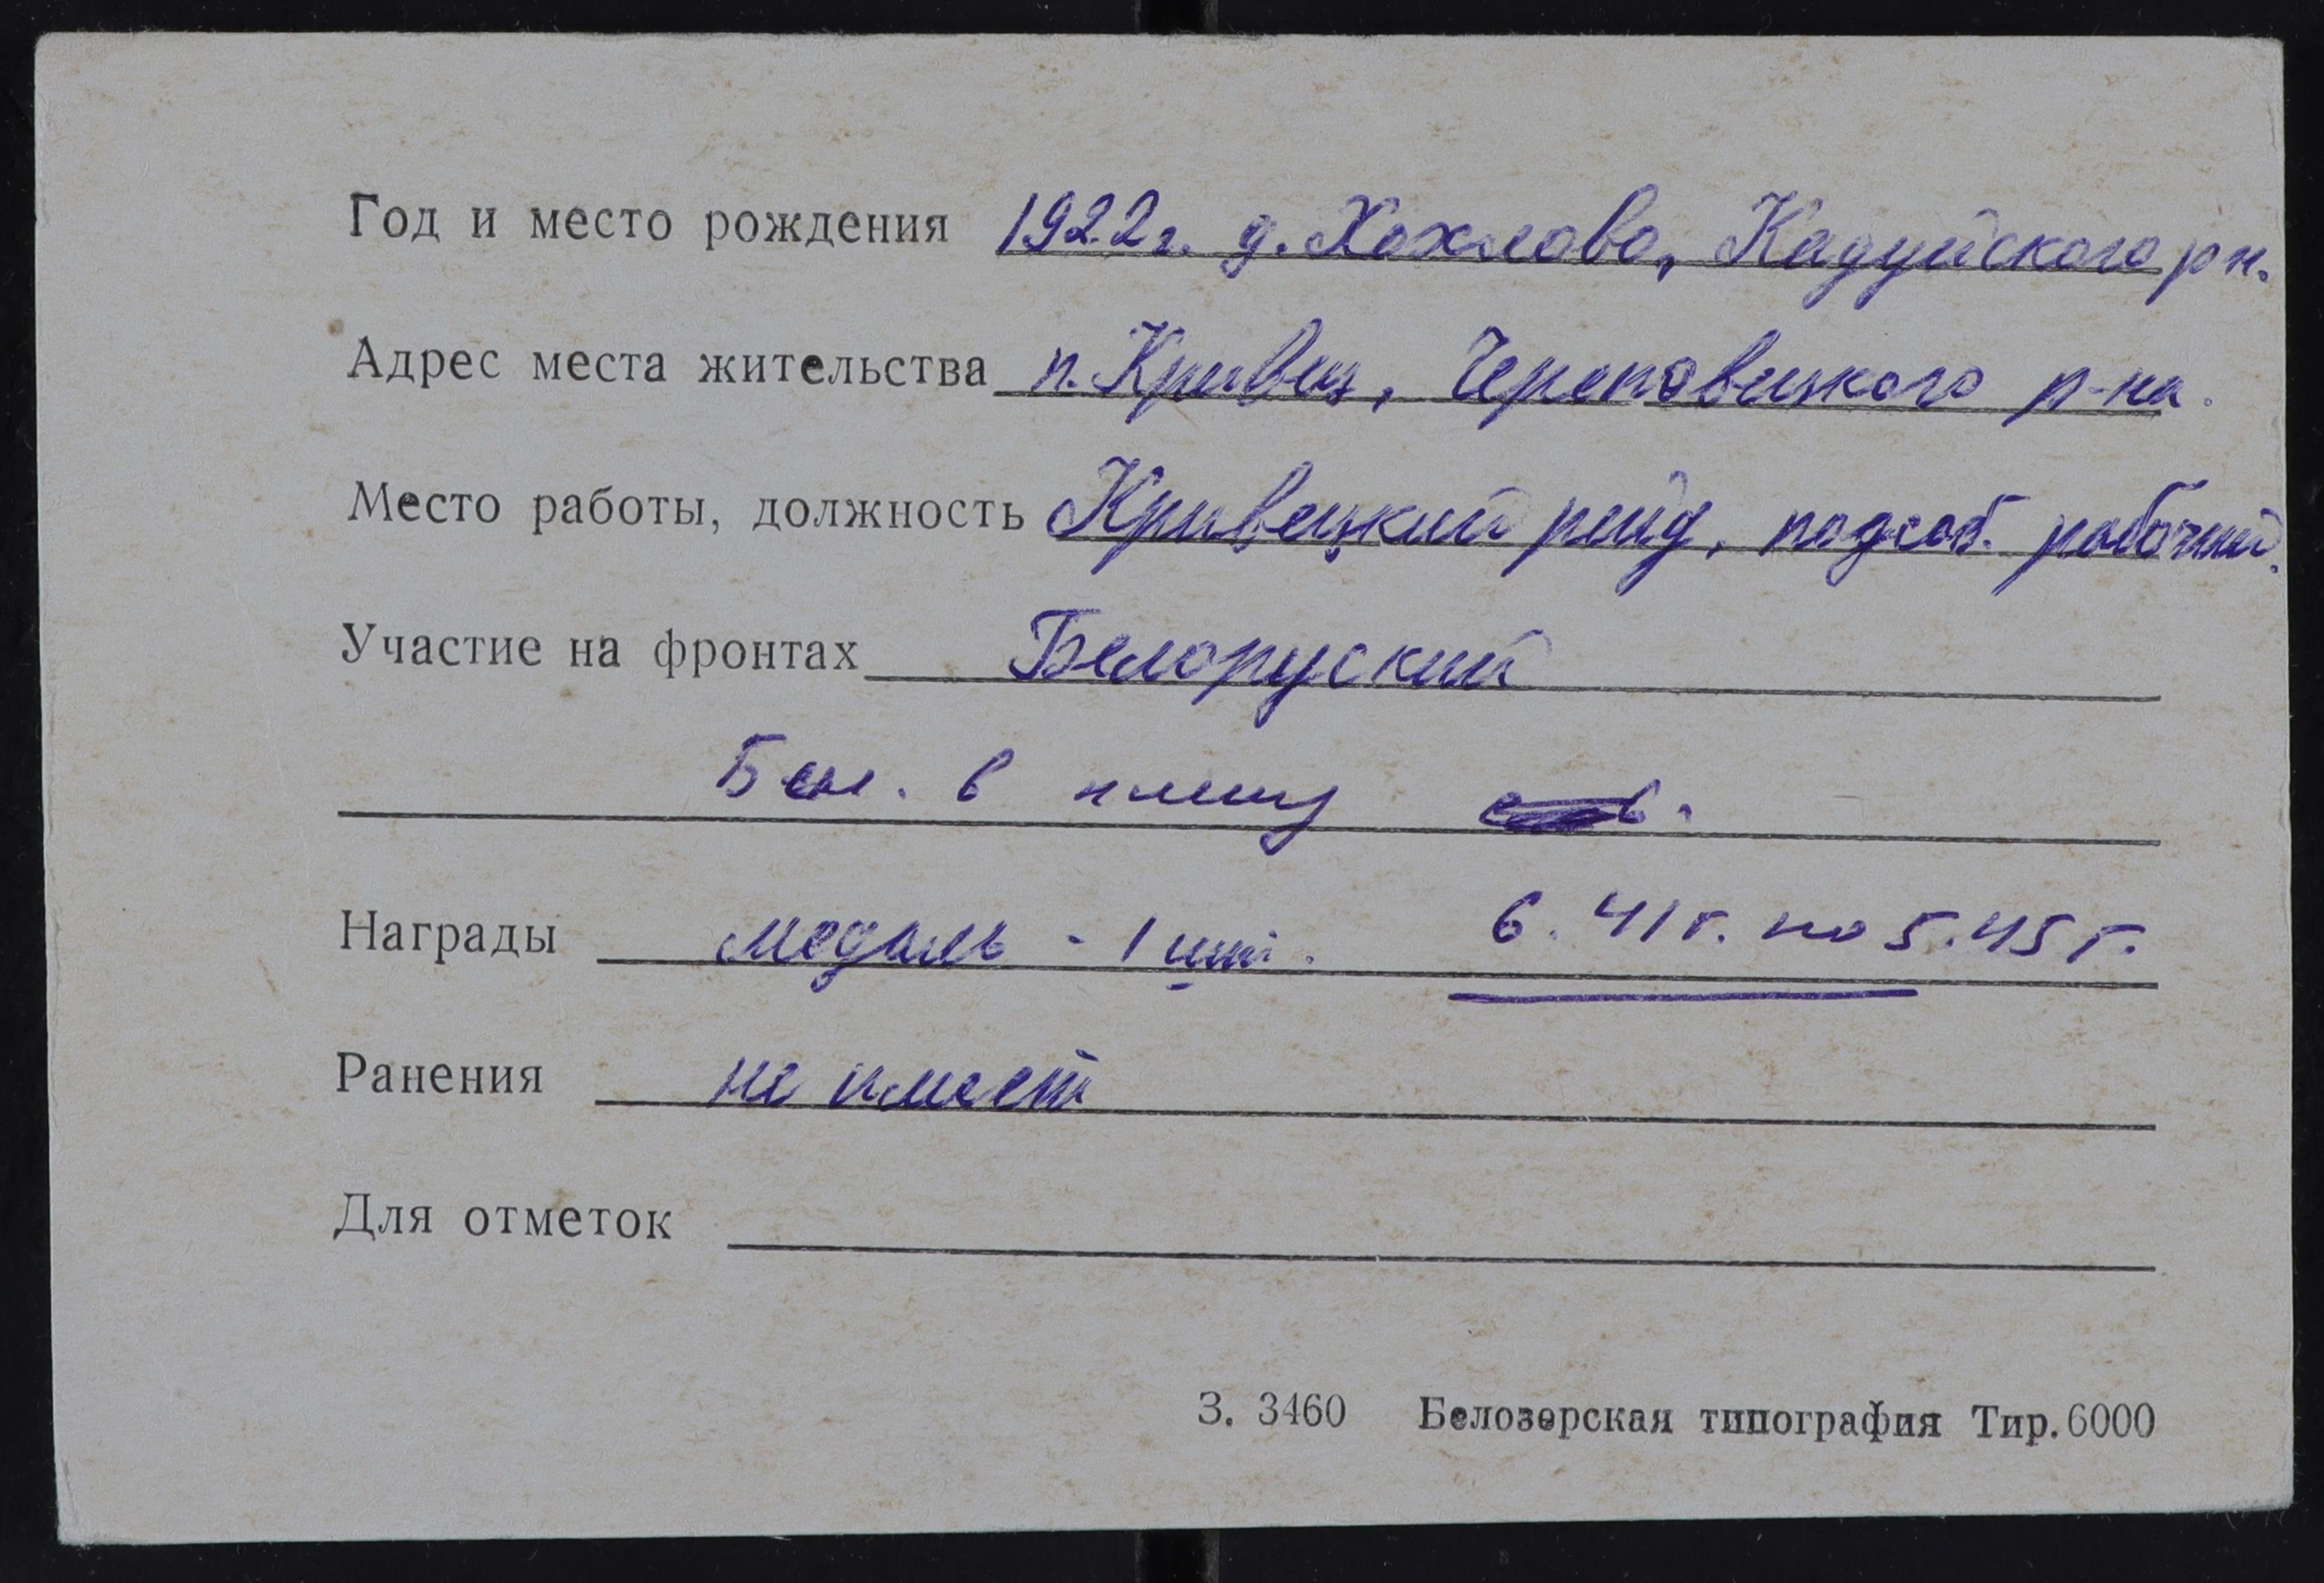 Год и место рождения 1922 г. д. Хохлово, Кадуйского р н.
Адрес места жительства п. Кривец, Череповецкого р-на.
Место работы, должность Кривецкий рейд, подсоб. рабочий.
Участие на фронтах Белоруский
Был. в плену
Награды медаль - 1 шт. 6. 41 г. по 5. 45 г.
Ранения не имеет
Для отметок
З. 3460 Белозерская типография Тир. 6000